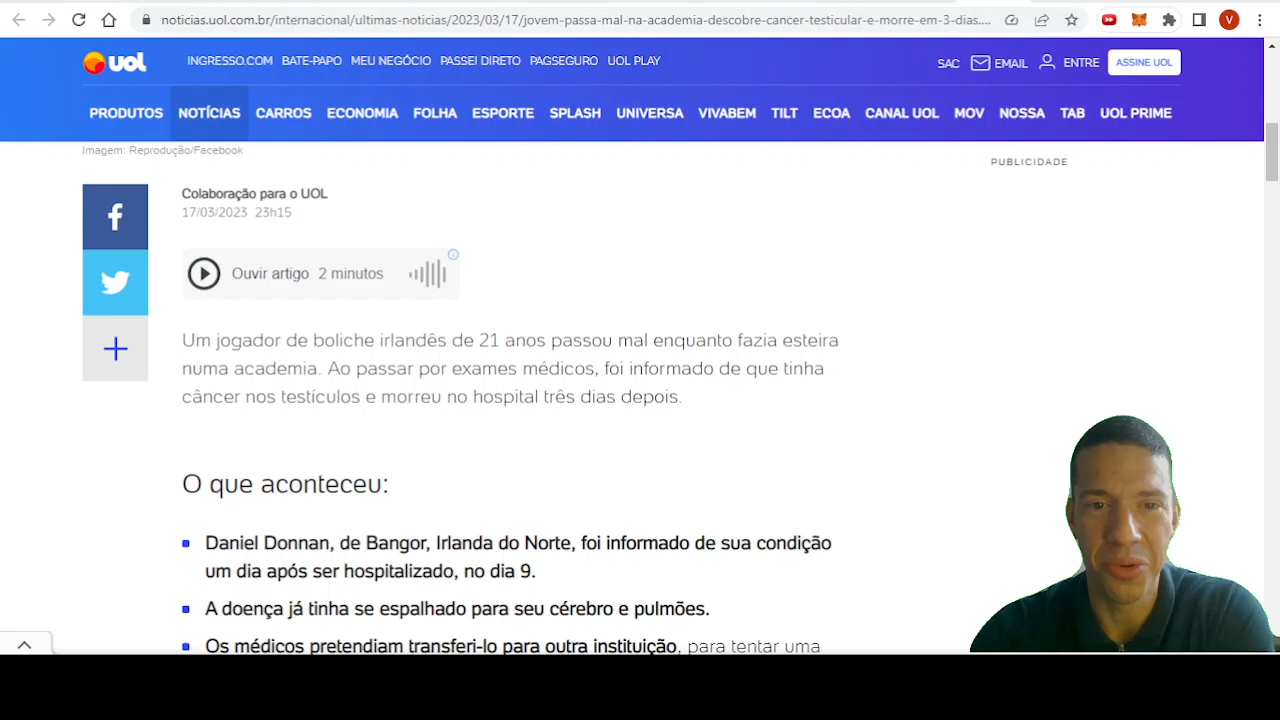 noticias.uol.com.br/internacional/ultimas-noticias/2023/03/17/jovem-passa-mal-na-academia-descobre-cancer-testicular-e-morre-em-3-dias....
V
UOL
INGRESSO.COM BATE-PAPO MEU NEGÓCIO PASSEI DIRETO PAGSEGURO UOL PLAY
SAC EMAIL ENTRE ASSINE UOL
PRODUTOS NOTÍCIAS CARROS ECONOMIA FOLHA ESPORTE SPLASH UNIVERSA VIVABEM TILT ECOA CANAL UOL MOV NOSSA TAB UOL PRIME
Imagem: Reprodução/Facebook
PUBLICIDADE
Colaboração para o UOL
17/03/2023 23h15
Ouvir artigo 2 minutos
Um jogador de boliche irlandês de 21 anos passou mal enquanto fazia esteira
numa academia. Ao passar por exames médicos, foi informado de que tinha
câncer nos testículos e morreu no hospital três dias depois.
O que aconteceu:
Daniel Donnan, de Bangor, Irlanda do Norte, foi informado de sua condição
um dia após ser hospitalizado, no dia 9.
A doença já tinha se espalhado para seu cérebro e pulmões.
Os médicos pretendiam transferi-lo para outra instituição, para tentar uma